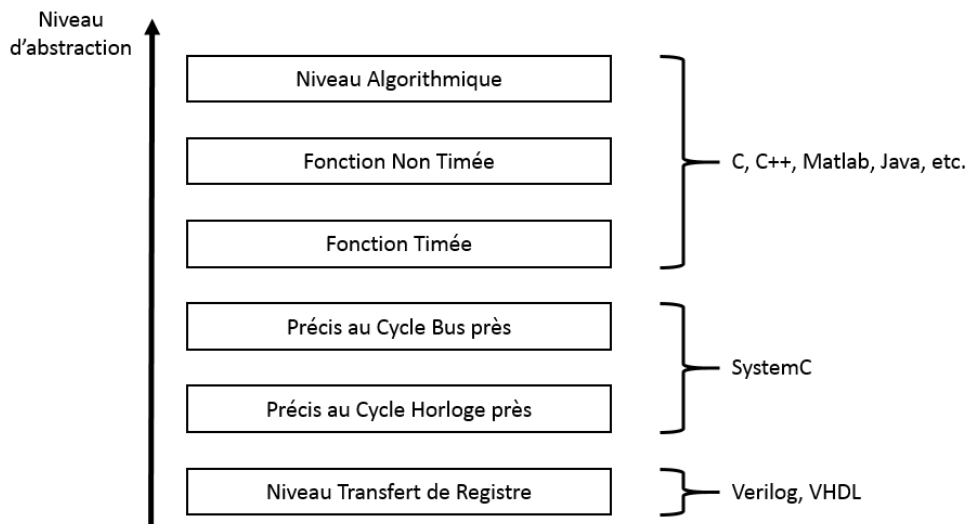 Niveau
d’abstraction
Niveau Algorithmique
Fonction Non Timée
Fonction Timée
C, C++, Matlab, Java, etc.
Précis au Cycle Bus près
Précis au Cycle Horloge près
SystemC
Niveau Transfert de Registre
Verilog, VHDL